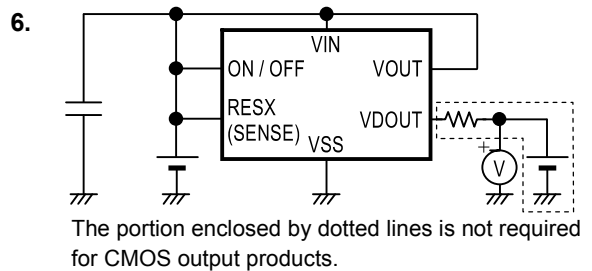 6.
VIN
ON / OFF
VOUT
RESX
(SENSE)
VDOUT
VSS
+
V
The portion enclosed by dotted lines is not required
for CMOS output products.